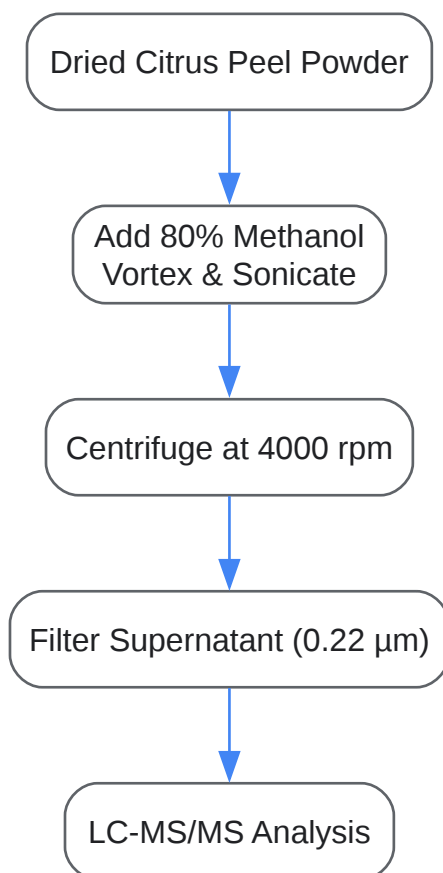 Dried Citrus Peel Powder
Add 80% Methanol
Vortex & Sonicate
Centrifuge at 4000 rpm
Filter Supernatant (0.22 µm)
LC-MS/MS Analysis